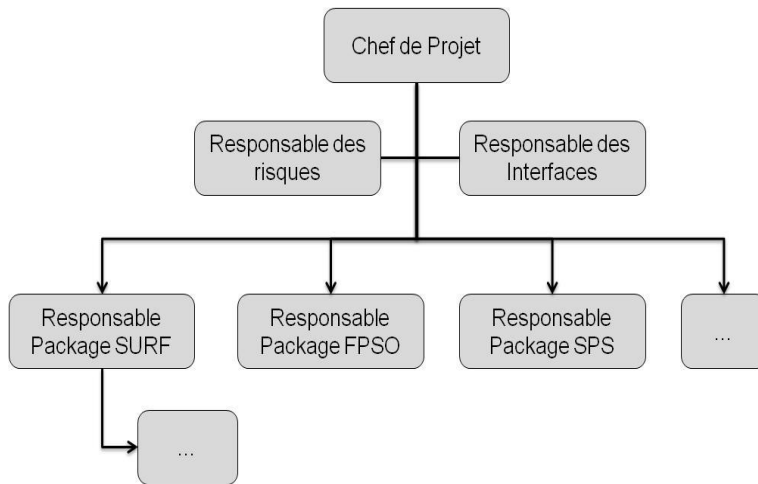 Chef de Projet
Responsable des
risques
Responsable des
Interfaces
Responsable
Package SURF
Responsable
Package FPSO
Responsable
Package SPS
...
...